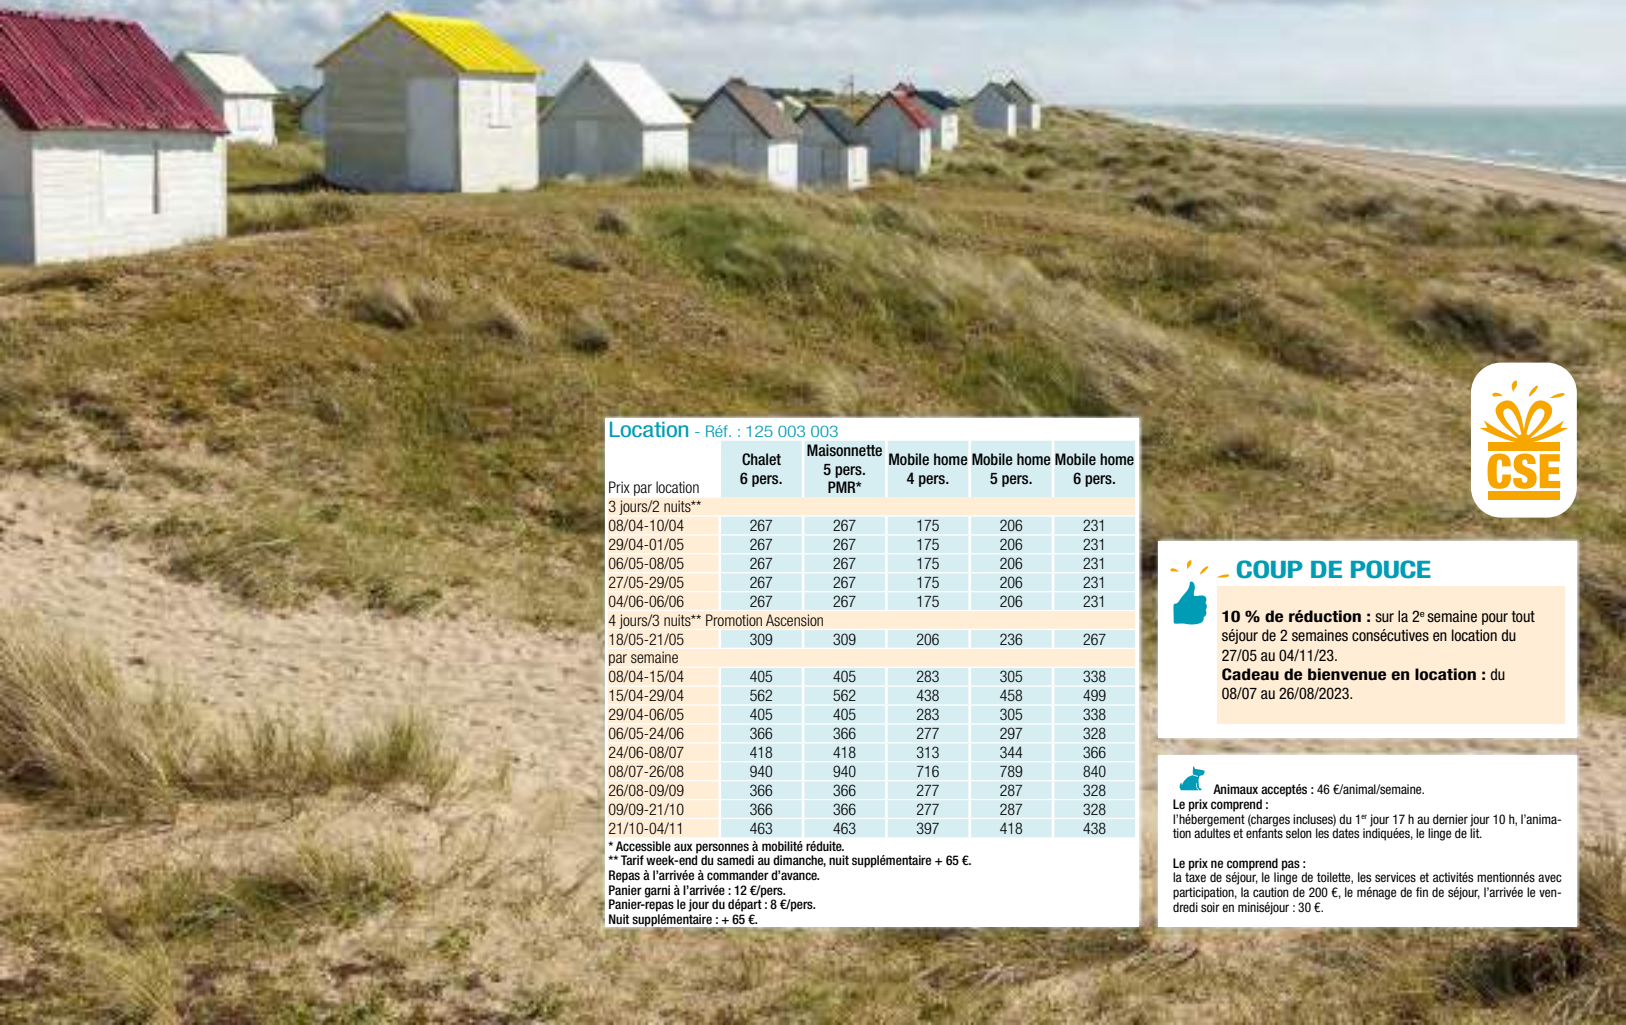 Location - Réf. : 125 003 003
Prix par location
Chalet 6 pers.
Maisonnette 5 pers. PMR*
Mobile home 4 pers.
Mobile home 5 pers.
Mobile home 6 pers.
3 jours/2 nuits**
08/04-10/04 267 267 175 206 231
29/04-01/05 267 267 175 206 231
06/05-08/05 267 267 175 206 231
27/05-29/05 267 267 175 206 231
04/06-06/06 267 267 175 206 231
4 jours/3 nuits** Promotion Ascension
18/05-21/05 309 309 206 236 267
par semaine
08/04-15/04 405 405 283 305 338
15/04-29/04 562 562 438 458 499
29/04-06/05 405 405 283 305 338
06/05-24/06 366 366 277 297 328
24/06-08/07 418 418 313 344 366
08/07-26/08 940 940 716 789 840
26/08-09/09 366 366 277 287 328
09/09-21/10 366 366 277 287 328
21/10-04/11 463 463 397 418 438
* Accessible aux personnes à mobilité réduite.
** Tarif week-end du samedi au dimanche, nuit supplémentaire + 65 €.
Repas à l'arrivée à commander d'avance.
Panier garni à l'arrivée : 12 €/pers.
Panier-repas le jour du départ : 8 €/pers.
Nuit supplémentaire : + 65 €.
CSE
COUP DE POUCE
10 % de réduction : sur la 2e semaine pour tout
séjour de 2 semaines consécutives en location du
27/05 au 04/11/23.
Cadeau de bienvenue en location : du
08/07 au 26/08/2023.
Animaux acceptés : 46 €/animal/semaine.
Le prix comprend :
l'hébergement (charges incluses) du 1er jour 17 h au dernier jour 10 h, l'anima-
tion adultes et enfants selon les dates indiquées, le linge de lit.
Le prix ne comprend pas :
la taxe de séjour, le linge de toilette, les services et activités mentionnés avec
participation, la caution de 200 €, le ménage de fin de séjour, l'arrivée le ven-
dredi soir en miniséjour : 30 €.